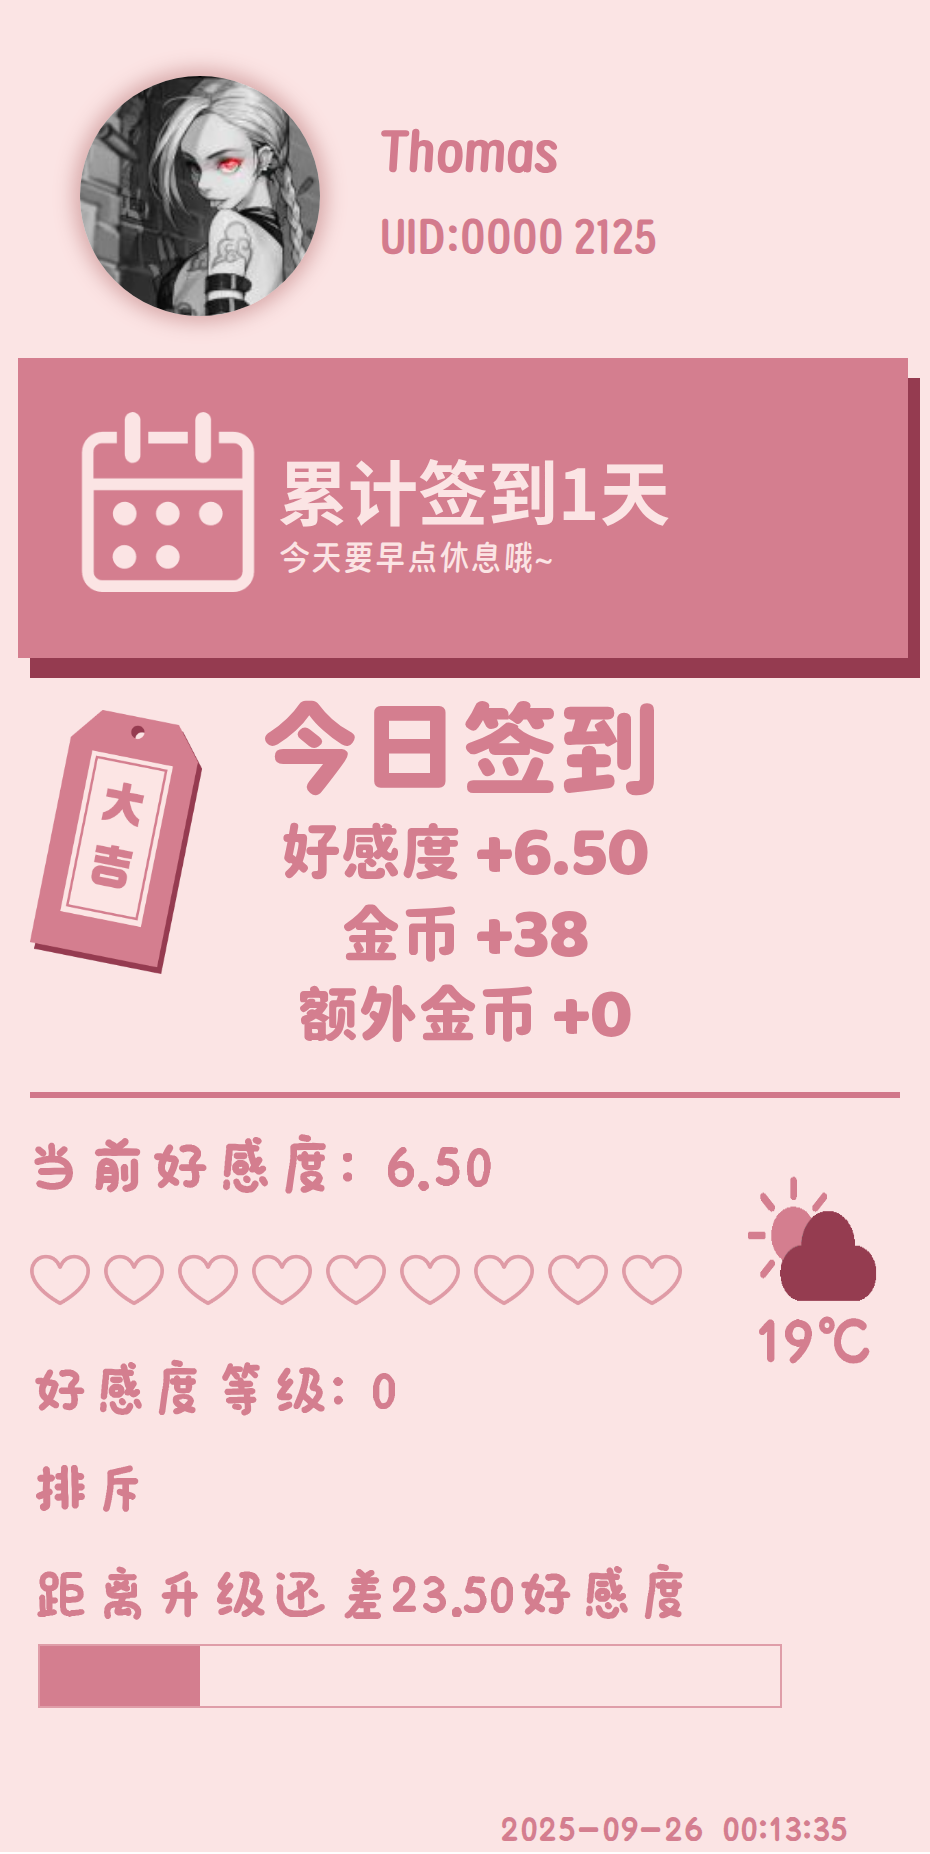 Thomas
UID:0000 2125
累计签到1天
今天要早点休息哦~
大
吉
今日签到
好感度 +6.50
金币 +38
额外金币 +0
当前好感度: 6.50
19℃
好感度等级: 0
排斥
距离升级还差23.50好感度
2025-09-26 00:13:35